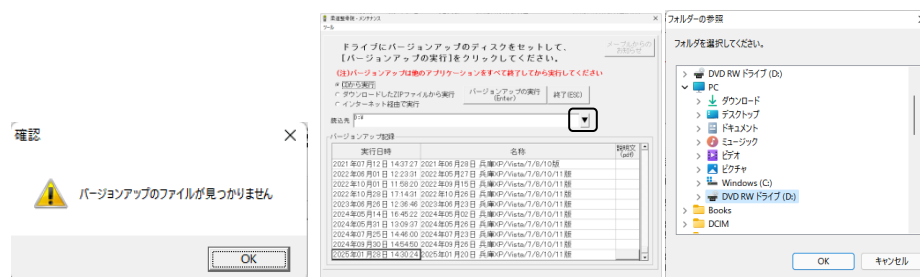 確認
バージョンアップのファイルが見つかりません
OK
柔道整復師 - メンテナンス
ツール
ドライブにバージョンアップのディスクをセットして、
[バージョンアップの実行]をクリックしてください。
メープルからの
お知らせ
(注)バージョンアップは他のアプリケーションをすべて終了してから実行してください
CDから実行
ダウンロードしたZIPファイルから実行
インターネット経由で実行
バージョンアップの実行
(Enter)
終了(ESC)
読込先
D:¥
バージョンアップ記録
実行日時 名称 説明文
(pdf)
2021年07月12日 14:37:27 2021年06月28日 兵庫XP/Vista/7/8/10版
2022年06月01日 12:23:31 2022年05月27日 兵庫XP/Vista/7/8/10/11版
2022年10月01日 11:58:20 2022年09月15日 兵庫XP/Vista/7/8/10/11版
2022年10月28日 17:14:31 2022年10月26日 兵庫XP/Vista/7/8/10/11版
2023年06月26日 12:36:46 2023年06月23日 兵庫XP/Vista/7/8/10/11版
2024年05月14日 16:45:22 2024年05月02日 兵庫XP/Vista/7/8/10/11版
2024年05月31日 13:09:37 2024年05月28日 兵庫XP/Vista/7/8/10/11版
2024年07月25日 14:46:00 2024年07月23日 兵庫XP/Vista/7/8/10/11版
2024年09月30日 14:54:50 2024年09月26日 兵庫XP/Vista/7/8/10/11版
2025年01月28日 14:30:24 2025年01月20日 兵庫XP/Vista/7/8/10/11版
フォルダーの参照
フォルダを選択してください。
DVD RW ドライブ (D:)
PC
ダウンロード
デスクトップ
ドキュメント
ミュージック
ビデオ
ピクチャ
Windows (C:)
DVD RW ドライブ (D:)
Books
DCIM
OK
キャンセル